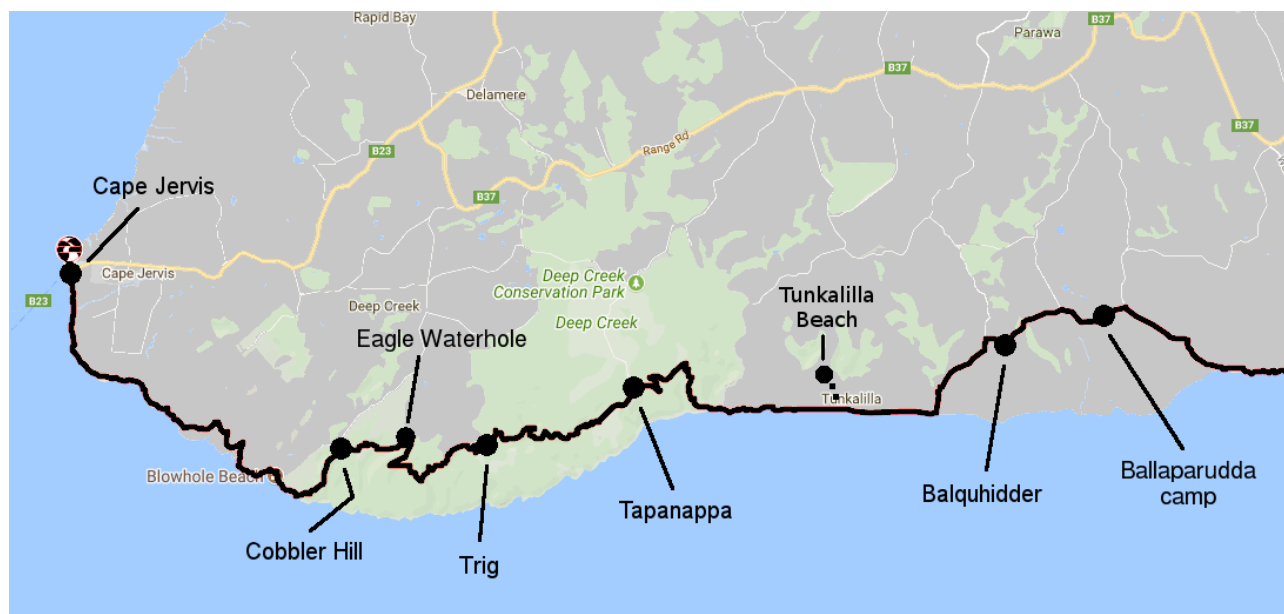 Rapid Bay
B37
Parawa
Delamere
B37
B37
Range Rd
B23
Cape Jervis
B37
Cape Jervis
Deep Creek
Conservation Park
Tunkalilla
Beach
B23
Deep Creek
Deep Creek
Eagle Waterhole
Tunkalilla
Blowhole Beach
Ballaparudda
camp
Balquhidder
Tapanappa
Cobbler Hill
Trig